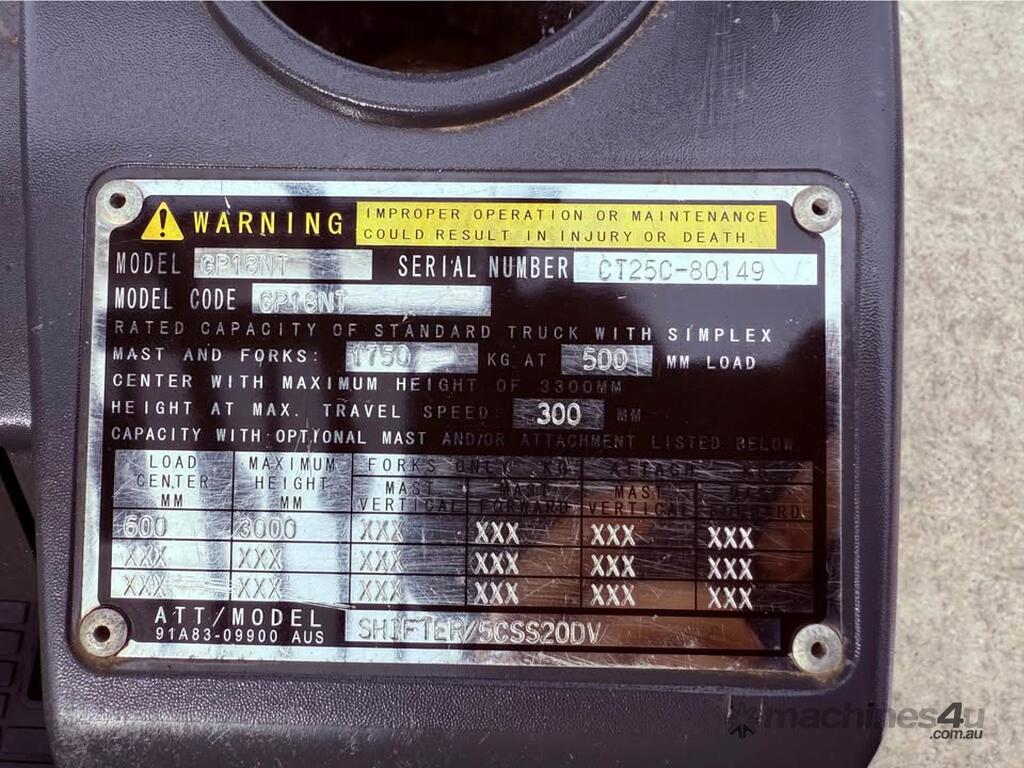 WARNING IMPROPER OPERATION OR MAINTENANCE
COULD RESULT IN INJURY OR DEATH.
MODEL GP18NT SERIAL NUMBER CT25C-80149
MODEL CODE GP18NT
RATED CAPACITY OF STANDARD TRUCK WITH SIMPLEX
MAST AND FORKS: 1750 KG AT 500 MM LOAD
CENTER WITH MAXIMUM HEIGHT OF 3300MM
HEIGHT AT MAX. TRAVEL SPEED: 300 MM
CAPACITY WITH OPTIONAL MAST AND/OR ATTACHMENT LISTED BELOW
LOAD CENTER MM MAXIMUM HEIGHT MM FORKS ONLY KG ATTACH KG
MAST VERTICAL MAST FORWARD MAST VERTICAL MAST FORWARD
600 3000 XXX XXX XXX XXX
XXX XXX XXX XXX XXX XXX
XXX XXX XXX XXX XXX XXX
ATT/MODEL SHIFTER/5CSS20DV
91A83-09900 AUS
machines4u
.com.au